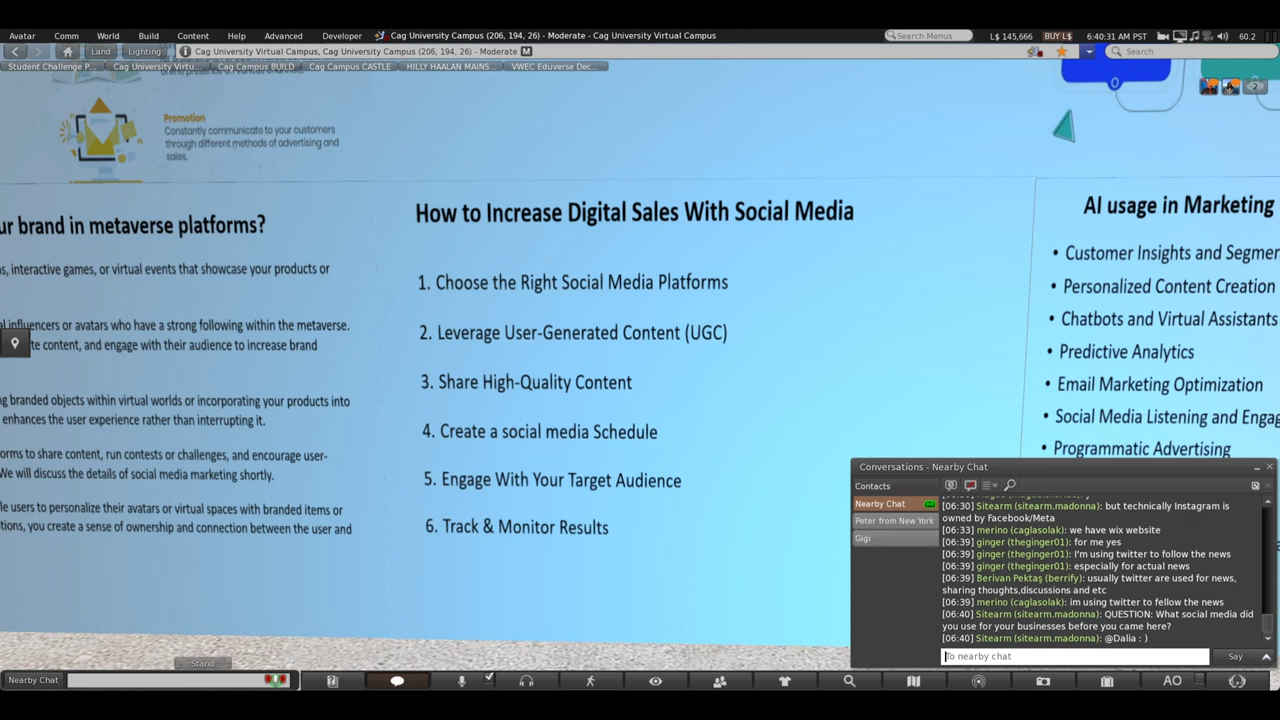 Avatar Comm World Build Content Help Advanced Developer Cag University Campus (206, 194, 26) - Moderate - Cag University Virtual Campus Search Menus L$ 145,666 BUY L$ 6:40:31 AM PST 60.2
Land Lighting Cag University Virtual Campus, Cag University Campus (206, 194, 26) - Moderate M Search
Student Challenge P... Cag University Virtu... Cag Campus BUILD Cag Campus CASTLE HILLY HAALAN MAINS... VWEC Eduverse Dec...
2
Promotion
Constantly communicate to your customers
through different methods of advertising and
sales.
ur brand in metaverse platforms?
s, interactive games, or virtual events that showcase your products or
al influencers or avatars who have a strong following within the metaverse.
te content, and engage with their audience to increase brand
ng branded objects within virtual worlds or incorporating your products into
enhances the user experience rather than interrupting it.
orms to share content, run contests or challenges, and encourage user-
We will discuss the details of social media marketing shortly.
le users to personalize their avatars or virtual spaces with branded items or
tions, you create a sense of ownership and connection between the user and
How to Increase Digital Sales With Social Media
1. Choose the Right Social Media Platforms
2. Leverage User-Generated Content (UGC)
3. Share High-Quality Content
4. Create a social media Schedule
5. Engage With Your Target Audience
6. Track & Monitor Results
AI usage in Marketing
• Customer Insights and Segmen
• Personalized Content Creation
• Chatbots and Virtual Assistants
• Predictive Analytics
• Email Marketing Optimization
• Social Media Listening and Engag
• Programmatic Advertising
Conversations - Nearby Chat
Contacts
Nearby Chat
Peter from New York
Gigi
[06:30] Sitearm (sitearm.madonna): but technically Instagram is
owned by Facebook/Meta
[06:33] merino (caglasolak): we have wix website
[06:39] ginger (theginger01): for me yes
[06:39] ginger (theginger01): I'm using twitter to follow the news
[06:39] ginger (theginger01): especially for actual news
[06:39] Berivan Pektaş (berrify): usually twitter are used for news,
sharing thoughts,discussions and etc
[06:39] merino (caglasolak): im using twitter to fellow the news
[06:40] Sitearm (sitearm.madonna): QUESTION: What social media did
you use for your businesses before you came here?
[06:40] Sitearm (sitearm.madonna): @Dalia : )
To nearby chat Say
Stand
Nearby Chat AO